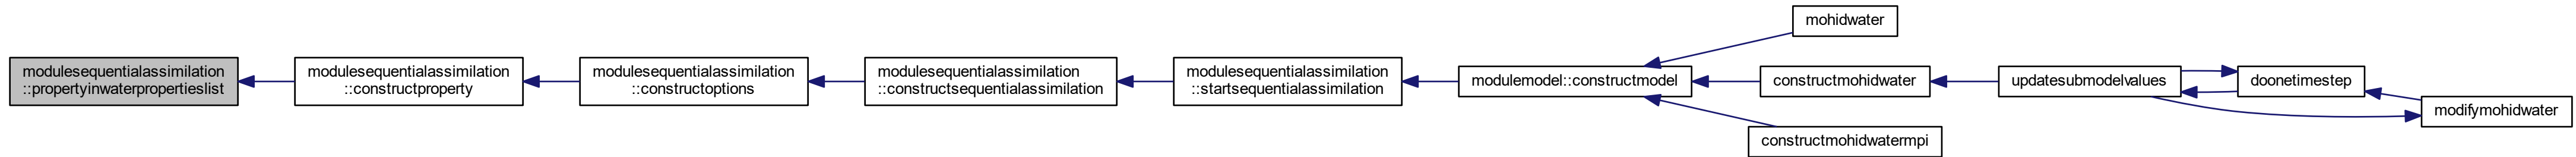 modulesequentialassimilation
::propertyinwaterpropertieslist
modulesequentialassimilation
::constructproperty
modulesequentialassimilation
::constructoptions
modulesequentialassimilation
::constructsequentialassimilation
modulesequentialassimilation
::startsequentialassimilation
modulemodel::constructmodel
mohidwater
constructmohidwater
constructmohidwatermpi
updatesubmodelvalues
doonetimestep
modifymohidwater